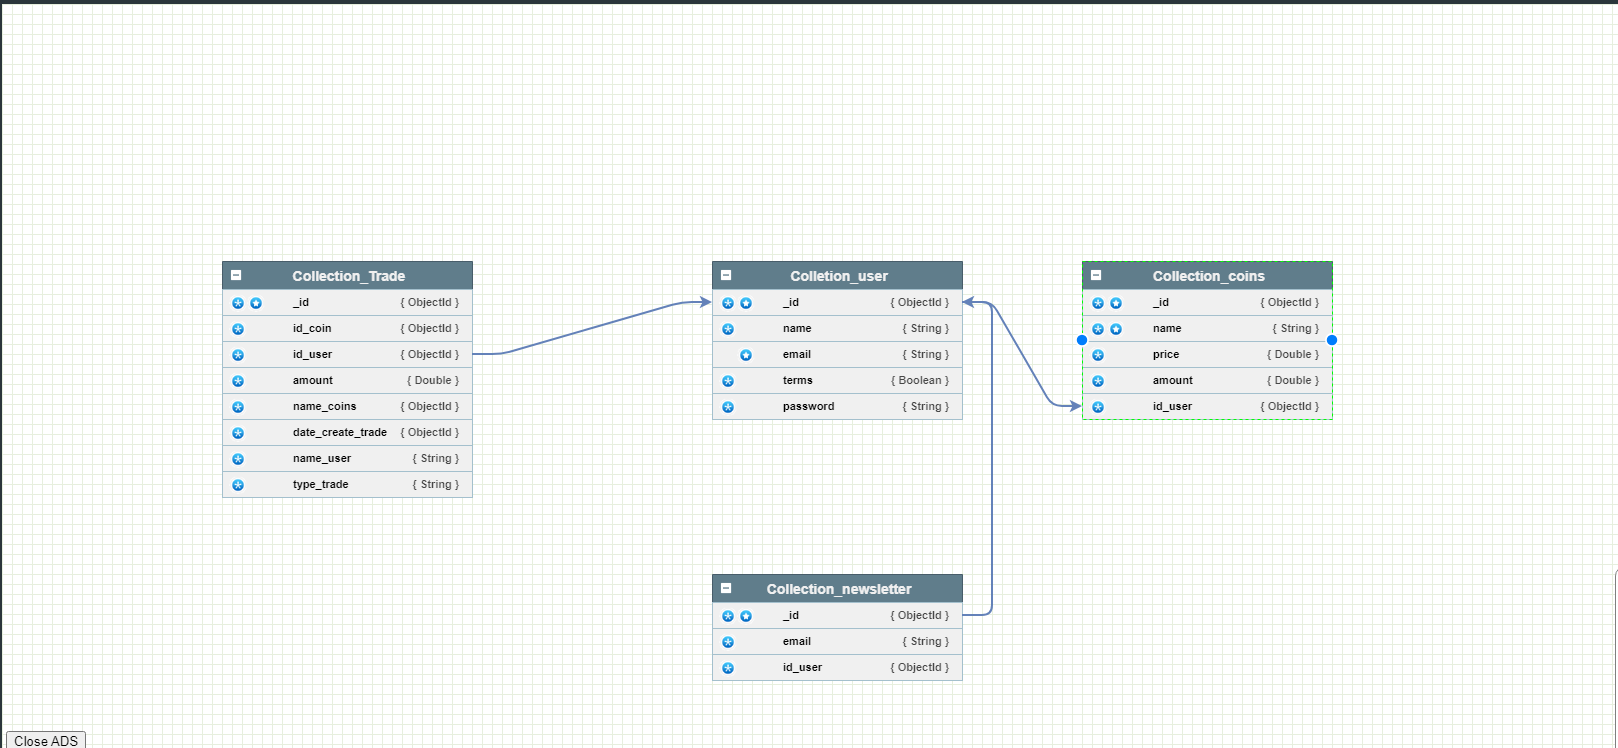 Collection_Trade
_id { ObjectId }
id_coin { ObjectId }
id_user { ObjectId }
amount { Double }
name_coins { ObjectId }
date_create_trade { ObjectId }
name_user { String }
type_trade { String }
Colletion_user
_id { ObjectId }
name { String }
email { String }
terms { Boolean }
password { String }
Collection_coins
_id { ObjectId }
name { String }
price { Double }
amount { Double }
id_user { ObjectId }
Collection_newsletter
_id { ObjectId }
email { String }
id_user { ObjectId }
Close ADS